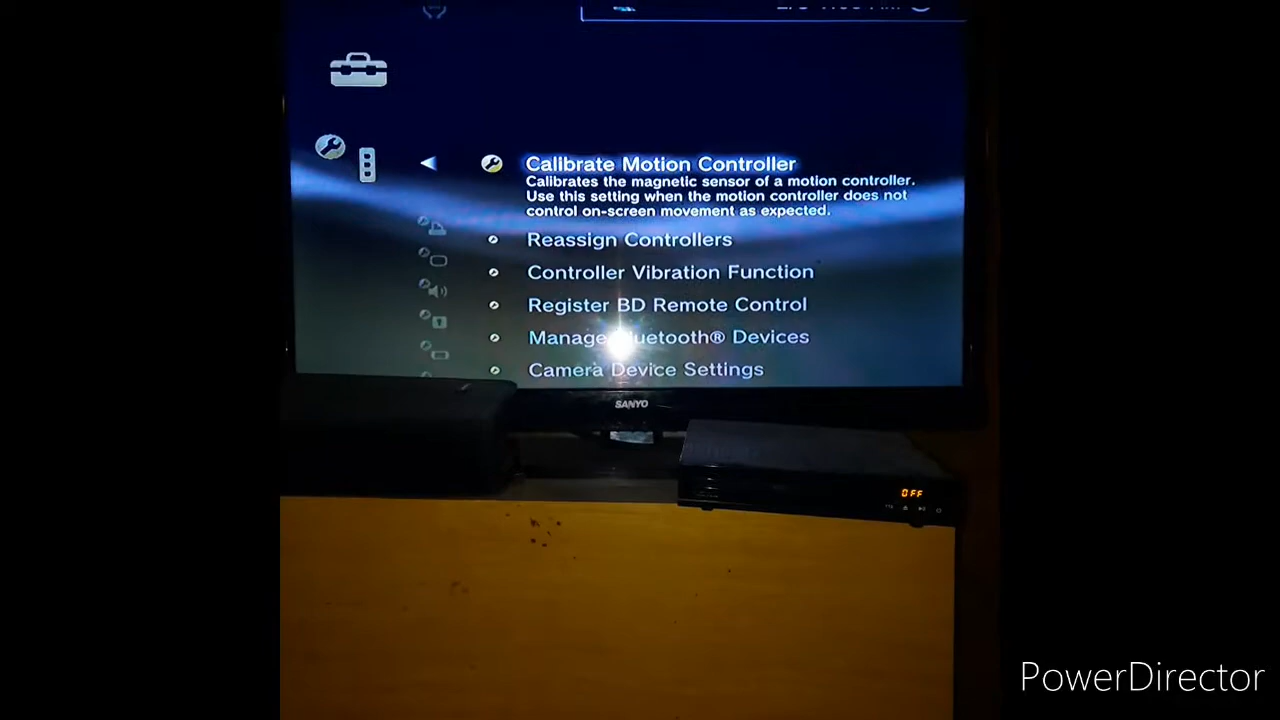 Calibrate Motion Controller
Calibrates the magnetic sensor of a motion controller.
Use this setting when the motion controller does not
control on-screen movement as expected.
Reassign Controllers
Controller Vibration Function
Register BD Remote Control
Manage Bluetooth® Devices
Camera Device Settings
SANYO
OFF
PowerDirector